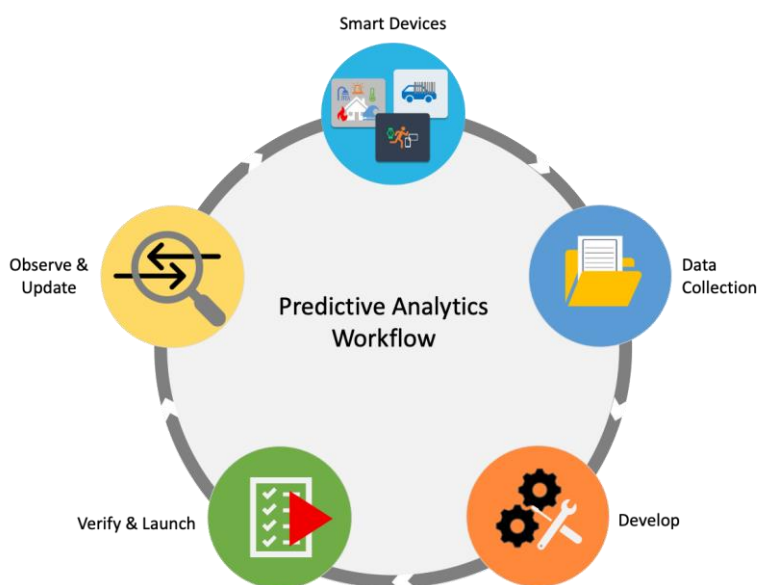 Smart Devices
Observe &
Update
Data
Collection
Predictive Analytics
Workflow
Verify & Launch
Develop